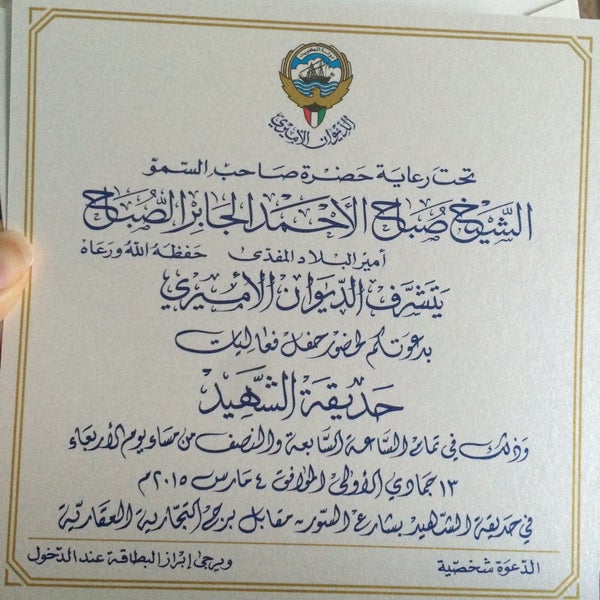 دولة الكويت
الديوان الأميري
تحت رعاية حضرة صاحب السمو
الشيخ صباح الأحمد الجابر الصباح
أمير البلاد المفدى حفظه الله ورعاه
يتشرف الديوان الأميري
بدعوتكم لحضور حفل فعاليات
حديقة الشهيد
وذلك في تمام الساعة السابعة والنصف من مساء يوم الأربعاء
١٣ جمادي الأولى الموافق ٤ مارس ٢٠١٥م
في حديقة الشهيد بشارع السور - مقابل برج التجارية العقارية
الدعوة شخصية ويرجى إبراز البطاقة عند الدخول